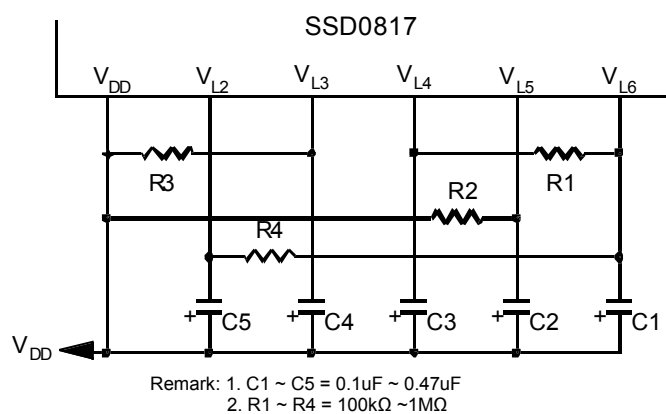 SSD0817
VDD VL2 VL3 VL4 VL5 VL6
R3 R1
R2
R4
+ C5 + C4 + C3 + C2 + C1
VDD
Remark: 1. C1 ~ C5 = 0.1uF ~ 0.47uF
2. R1 ~ R4 = 100kΩ ~1MΩ